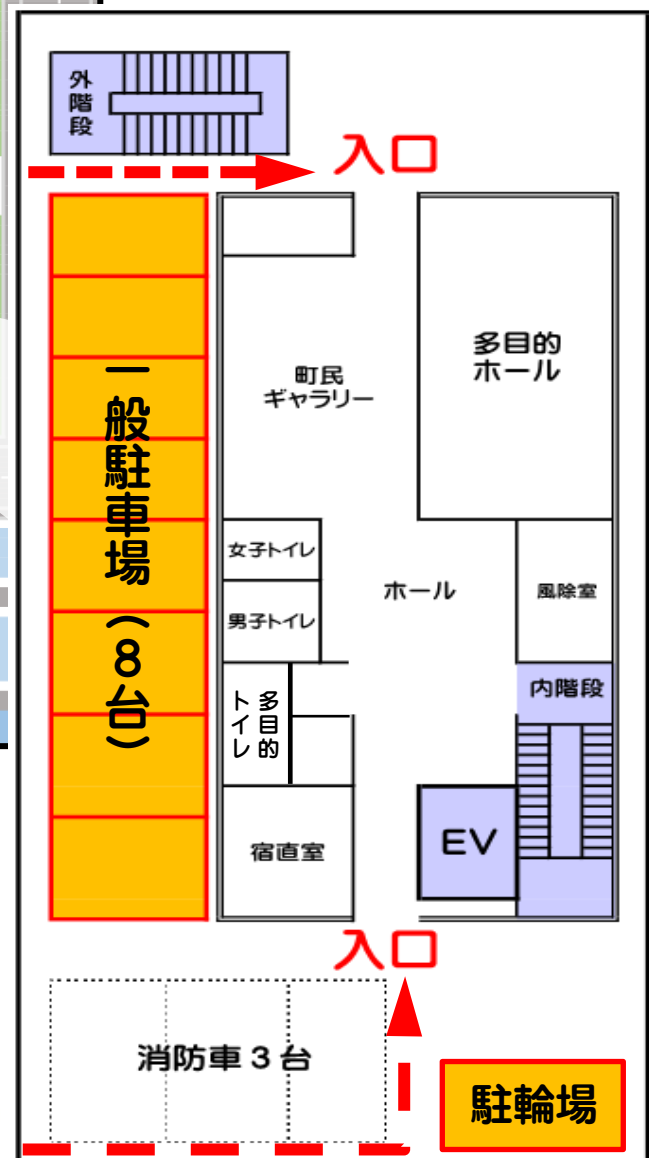 外階段
入口
一般駐車場（８台）
町民
ギャラリー
多目的
ホール
女子トイレ
男子トイレ
ホール
風除室
多目的
トイレ
内階段
宿直室
EV
入口
消防車３台
駐輪場